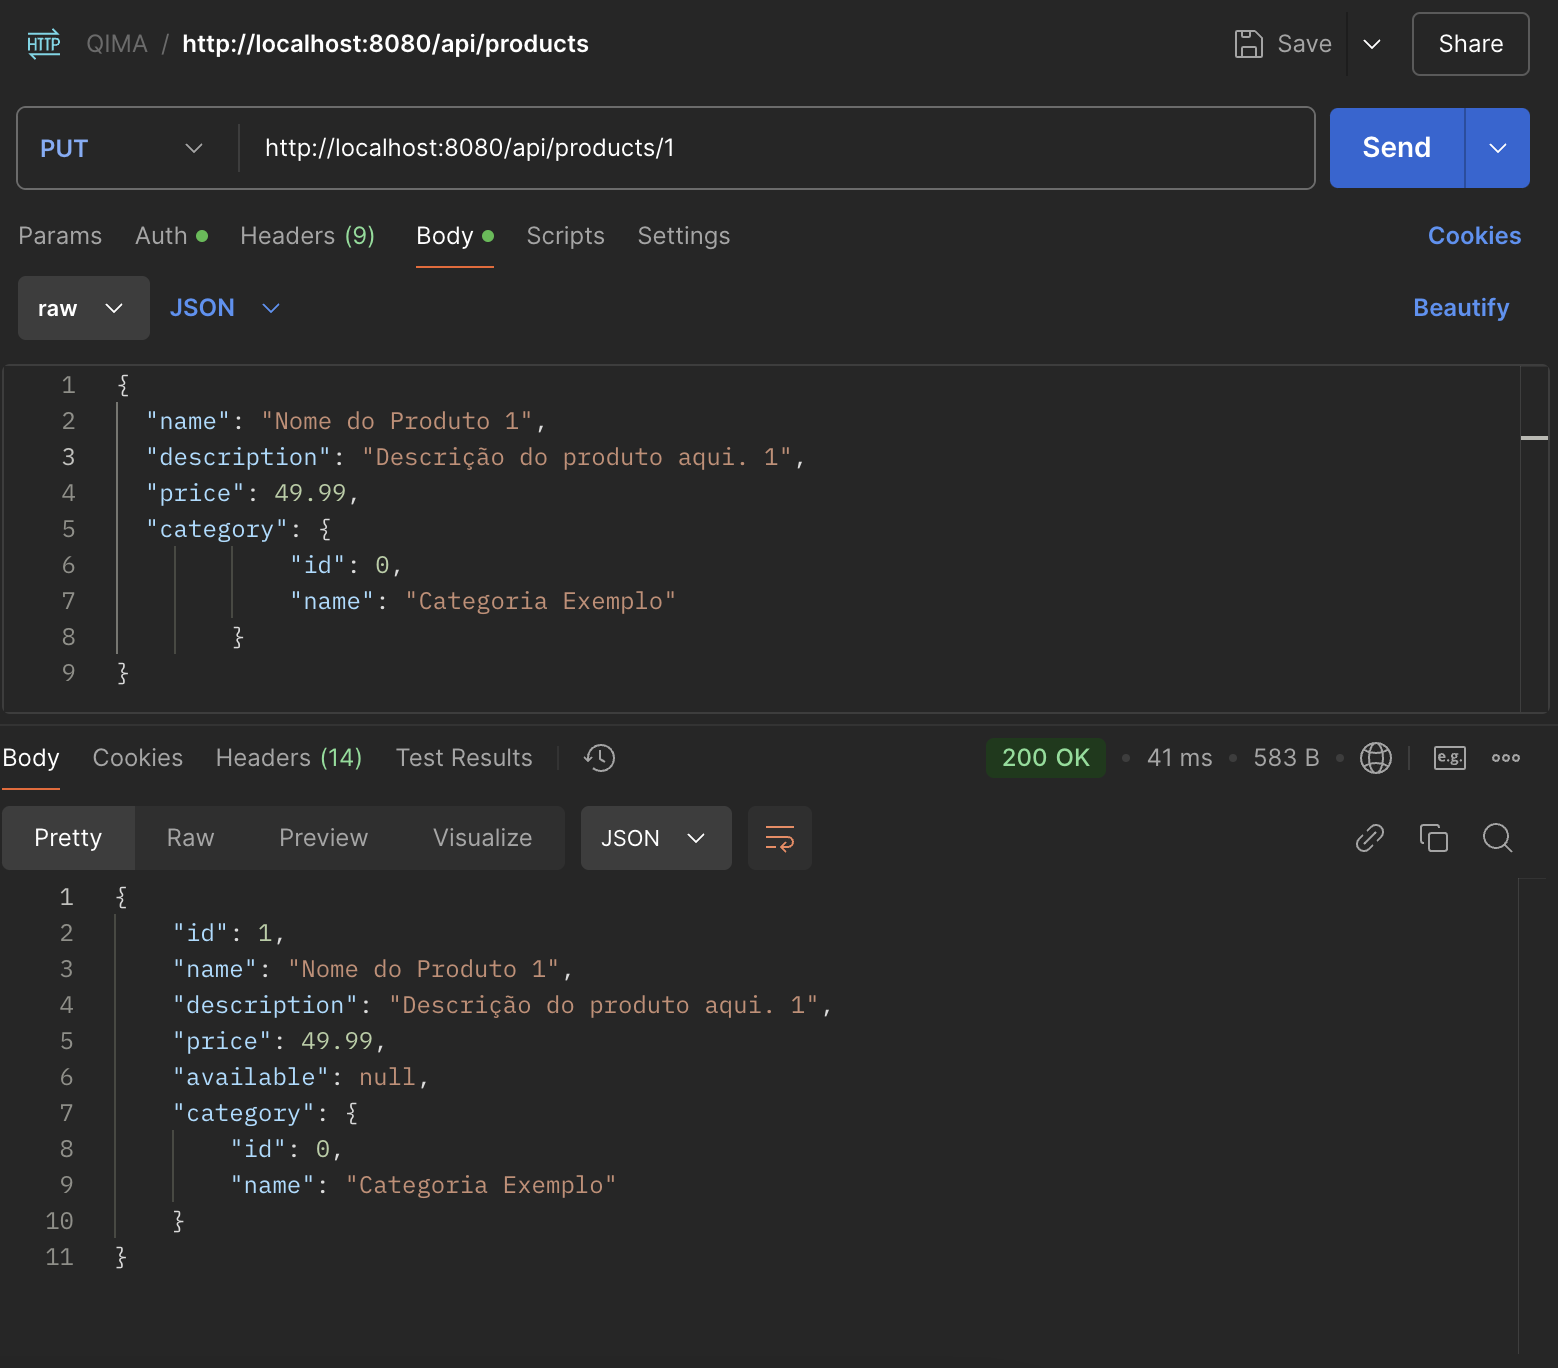 HTTP QIMA / http://localhost:8080/api/products Save Share
PUT http://localhost:8080/api/products/1 Send
Params Auth Headers (9) Body Scripts Settings Cookies
raw JSON Beautify
1 {
2 "name": "Nome do Produto 1",
3 "description": "Descrição do produto aqui. 1",
4 "price": 49.99,
5 "category": {
6 "id": 0,
7 "name": "Categoria Exemplo"
8 }
9 }
Body Cookies Headers (14) Test Results 200 OK • 41 ms • 583 B • e.g.
Pretty Raw Preview Visualize JSON
1 {
2 "id": 1,
3 "name": "Nome do Produto 1",
4 "description": "Descrição do produto aqui. 1",
5 "price": 49.99,
6 "available": null,
7 "category": {
8 "id": 0,
9 "name": "Categoria Exemplo"
10 }
11 }